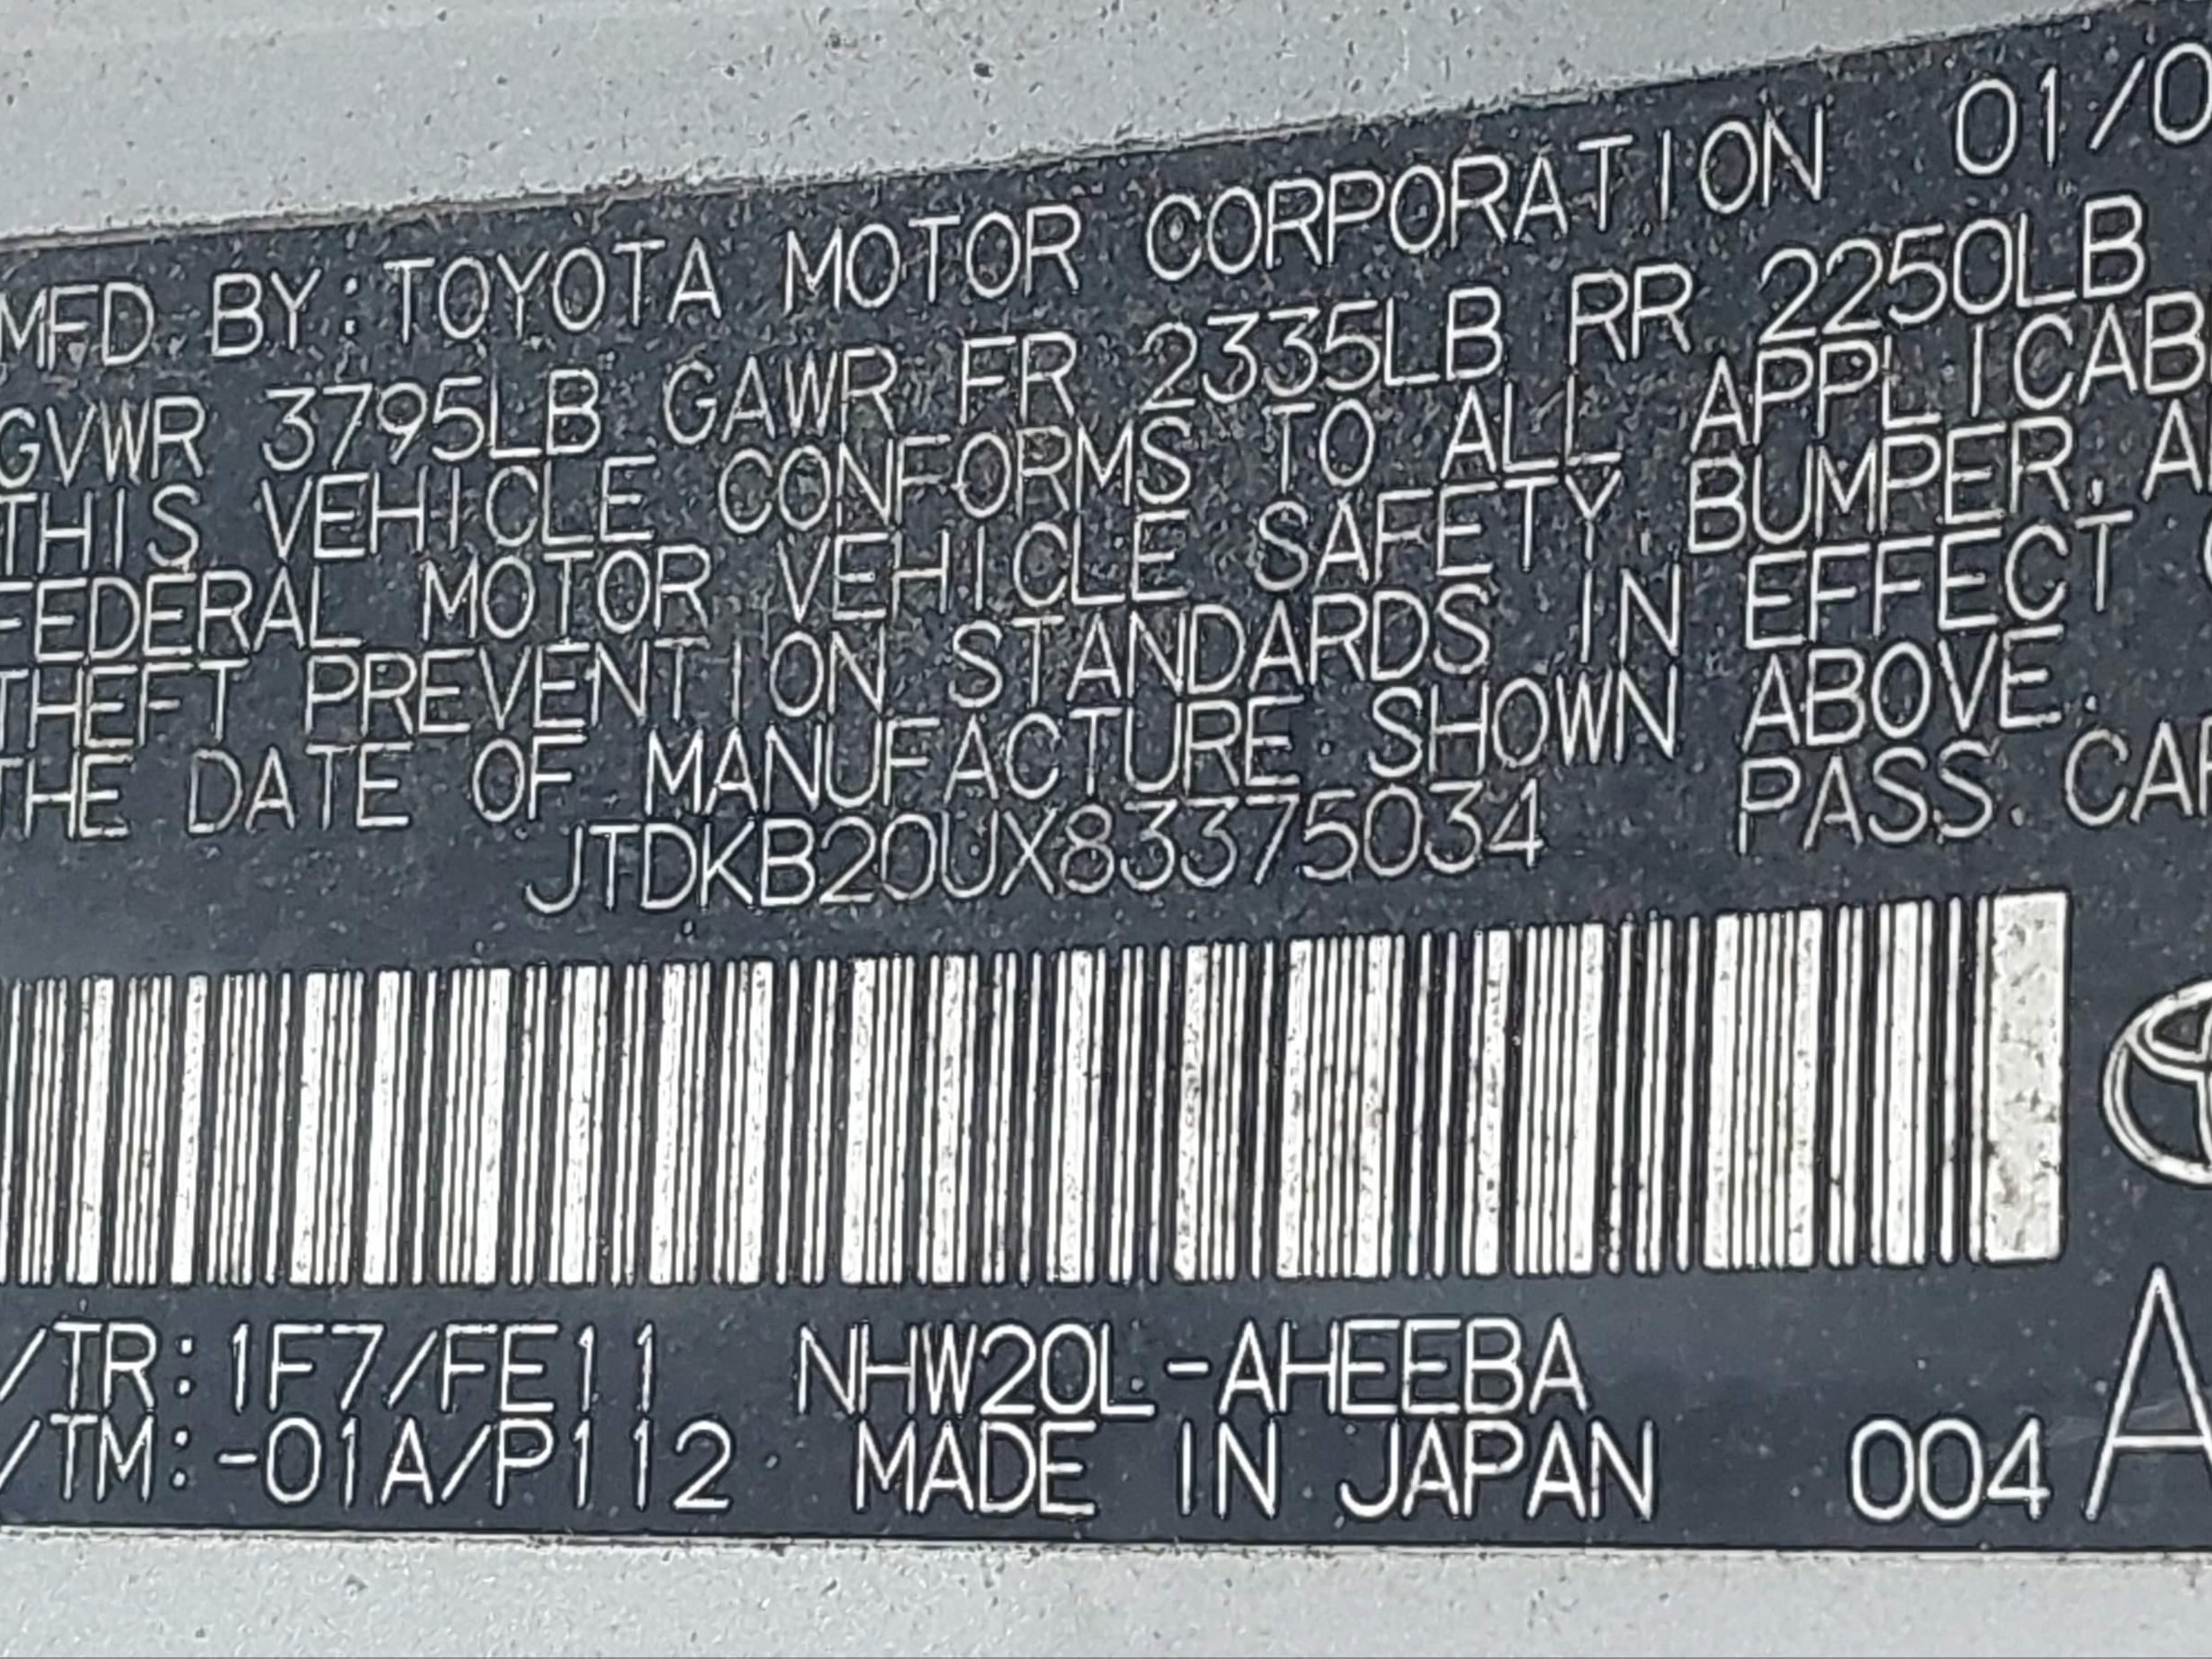 MFD BY:TOYOTA MOTOR CORPORATION 01/0
GVWR 3795LB GAWR FR 2335LB RR 2250LB
THIS VEHICLE CONFORMS TO ALL APPLICAB
FEDERAL MOTOR VEHICLE SAFETY BUMPER, A
THEFT PREVENTION STANDARDS IN EFFECT
THE DATE OF MANUFACTURE SHOWN ABOVE.
JTDKB20UX83375034 PASS. CAR
/TR:1F7/FE11 NHW20L-AHEEBA
/TM:-01A/P112 MADE IN JAPAN 004 A